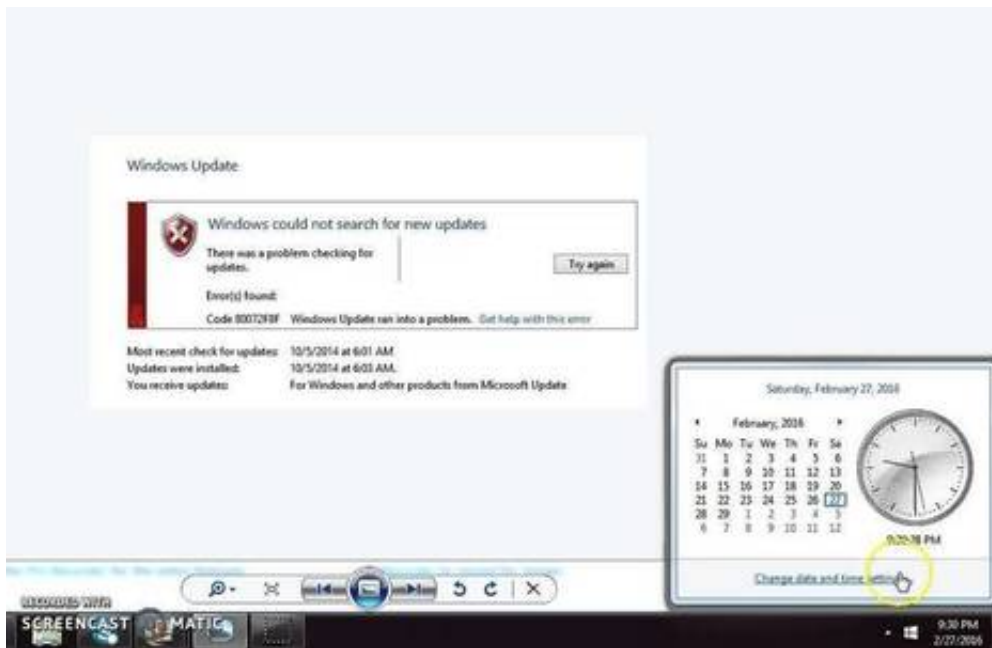 Windows Update
Windows could not search for new updates
There was a problem checking for
updates.
Try again
Error(s) found:
Code 80072F8F Windows Update ran into a problem. Get help with this error
Most recent check for updates: 10/5/2014 at 6:01 AM
Updates were installed: 10/5/2014 at 6:03 AM.
You receive updates: For Windows and other products from Microsoft Update
Saturday, February 27, 2016
February, 2016
Su Mo Tu We Th Fr Sa
31 1 2 3 4 5 6
7 8 9 10 11 12 13
14 15 16 17 18 19 20
21 22 23 24 25 26 27
28 29 1 2 3 4 5
6 7 8 9 10 11 12
PM
Change date and time settings
RECORDED WITH
SCREENCAST MATIC
9:30 PM
2/27/2016